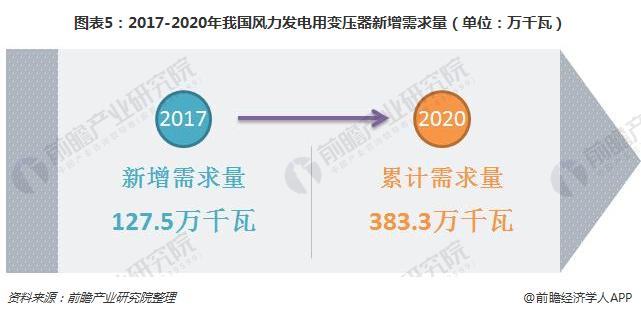 图表5：2017-2020年我国风力发电用变压器新增需求量（单位：万千瓦）
2017
2020
新增需求量
127.5万千瓦
累计需求量
383.3万千瓦
前瞻产业研究院
资料来源：前瞻产业研究院整理
@前瞻经济学人APP